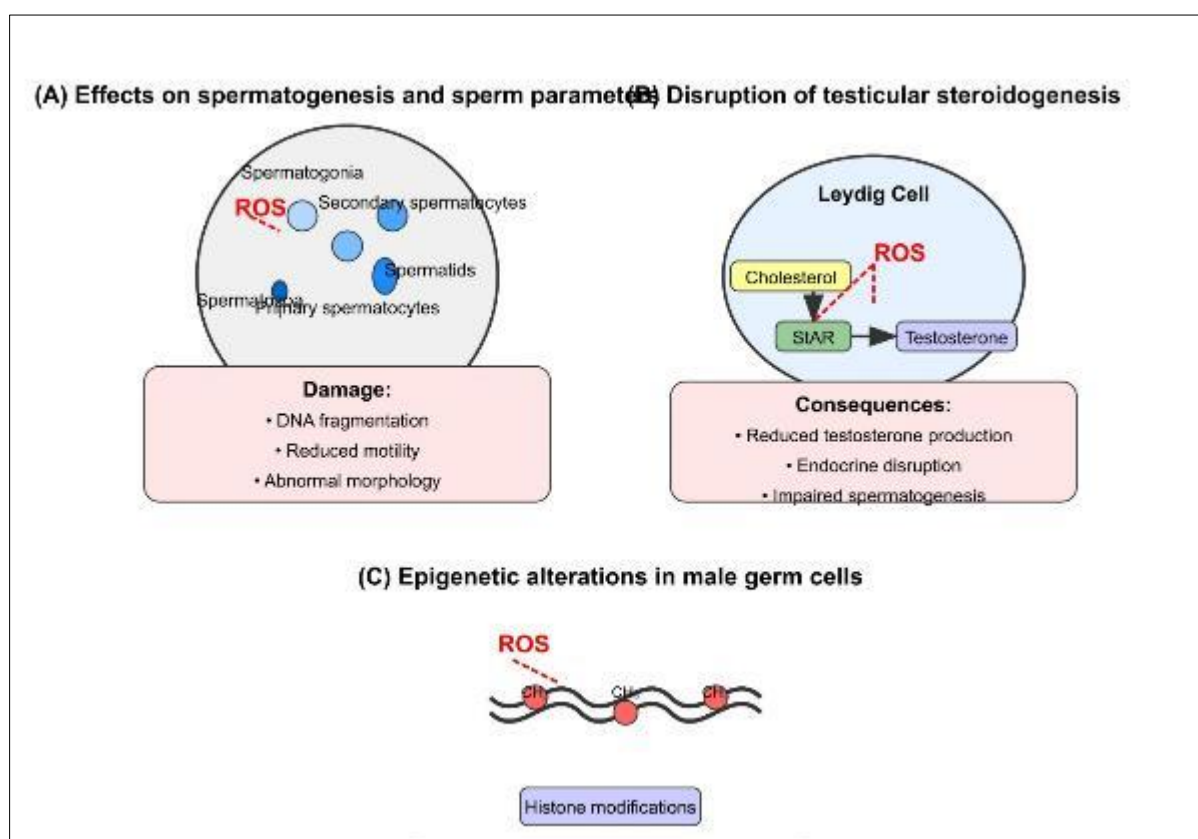 (A) Effects on spermatogenesis and sperm parameters
(B) Disruption of testicular steroidogenesis
Spermatogonia
ROS
Secondary spermatocytes
Spermatids
Primary spermatocytes
Damage:
• DNA fragmentation
• Reduced motility
• Abnormal morphology
Leydig Cell
ROS
Cholesterol
StAR
Testosterone
Consequences:
• Reduced testosterone production
• Endocrine disruption
• Impaired spermatogenesis
(C) Epigenetic alterations in male germ cells
ROS
Histone modifications